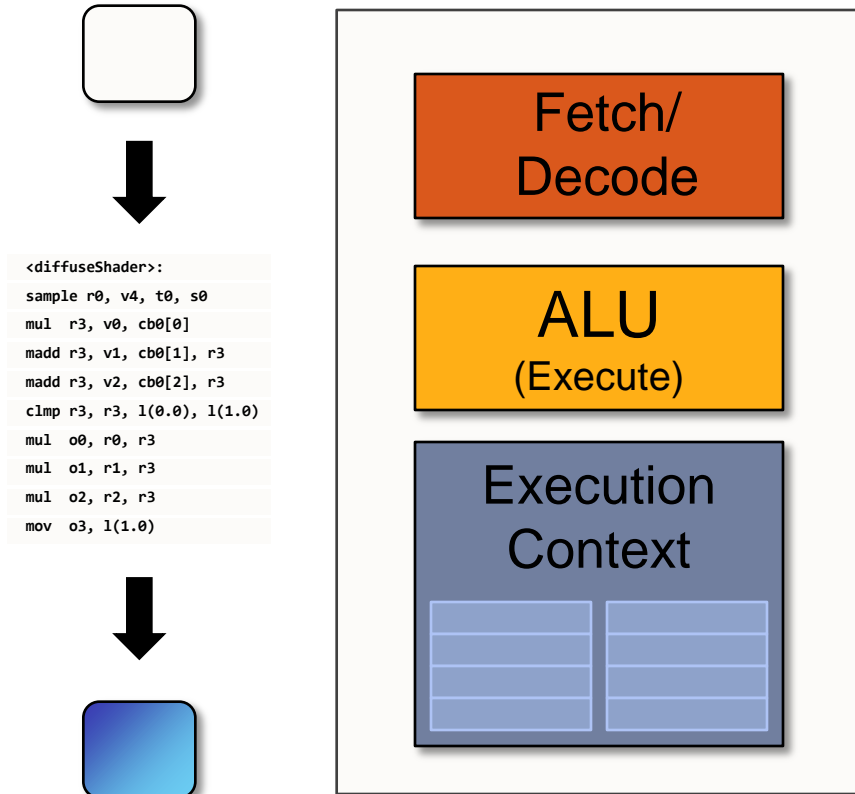 <diffuseShader>:
sample r0, v4, t0, s0
mul  r3, v0, cb0[0]
madd r3, v1, cb0[1], r3
madd r3, v2, cb0[2], r3
clmp r3, r3, l(0.0), l(1.0)
mul  o0, r0, r3
mul  o1, r1, r3
mul  o2, r2, r3
mov  o3, l(1.0)
Fetch/
Decode
ALU
(Execute)
Execution
Context